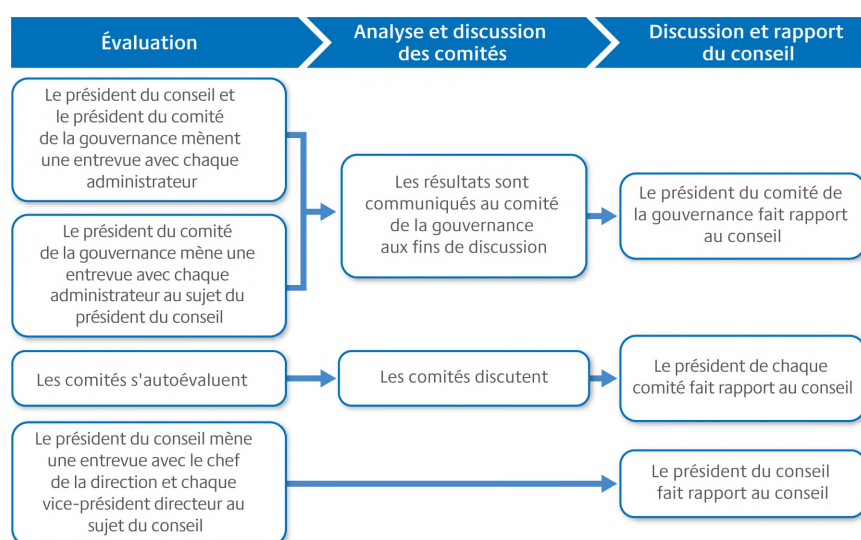 Évaluation
Analyse et discussion
des comités
Discussion et rapport
du conseil
Le président du conseil et
le président du comité
de la gouvernance mènent
une entrevue avec chaque
administrateur
Le président du comité
de la gouvernance mène une
entrevue avec chaque
administrateur au sujet du
président du conseil
Les résultats sont
communiqués au comité
de la gouvernance
aux fins de discussion
Le président du comité de
la gouvernance fait rapport
au conseil
Les comités s'autoévaluent
Les comités discutent
Le président de chaque
comité fait rapport au conseil
Le président du conseil mène
une entrevue avec le chef
de la direction et chaque
vice-président directeur au
sujet du conseil
Le président du conseil
fait rapport au conseil